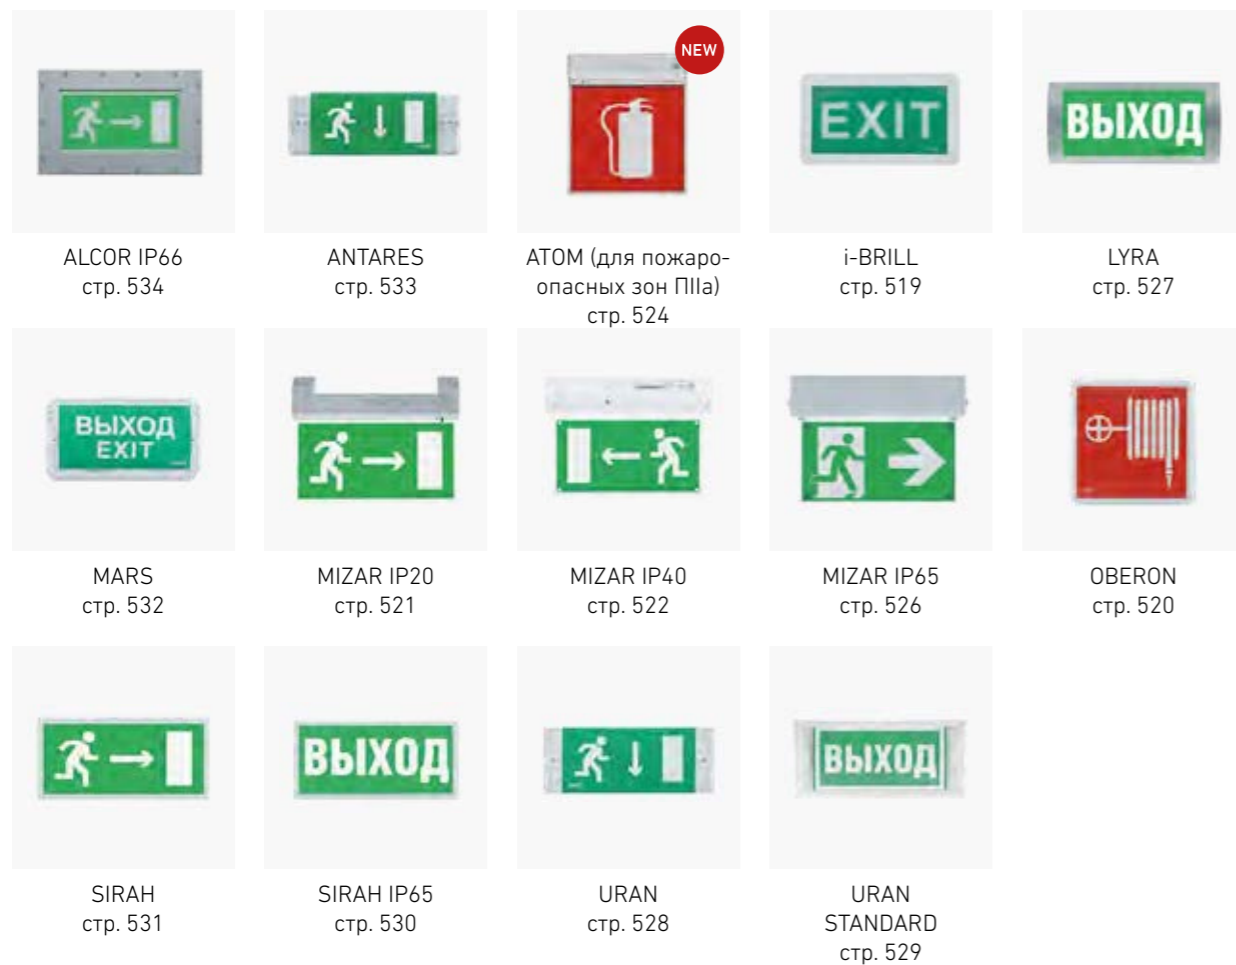 NEW
EXIT
ВЫХОД
ALCOR IP66
стр. 534
ANTARES
стр. 533
АТОМ (для пожаро-
опасных зон ПIIа)
стр. 524
i-BRILL
стр. 519
LYRA
стр. 527
ВЫХОД
EXIT
MARS
стр. 532
MIZAR IP20
стр. 521
MIZAR IP40
стр. 522
MIZAR IP65
стр. 526
OBERON
стр. 520
ВЫХОД
ВЫХОД
SIRAH
стр. 531
SIRAH IP65
стр. 530
URAN
стр. 528
URAN
STANDARD
стр. 529